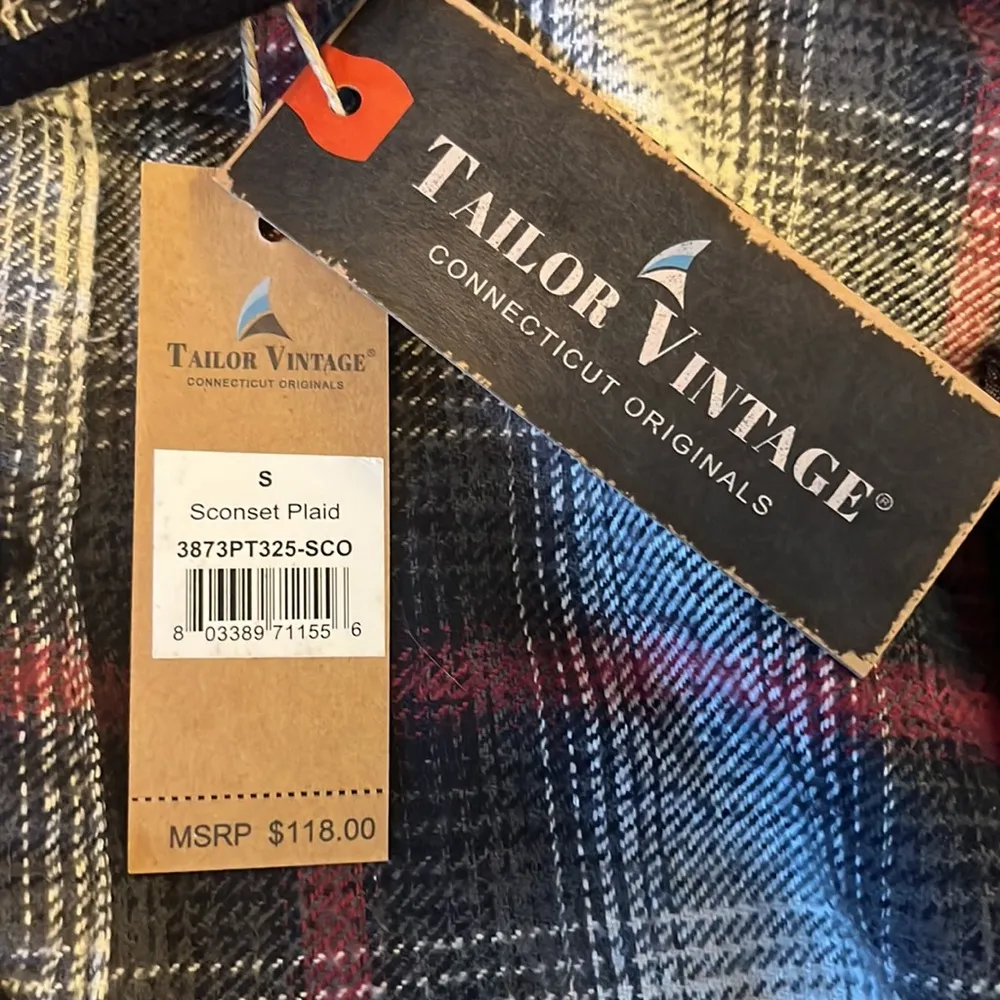 TAILOR VINTAGE®
CONNECTICUT ORIGINALS
TAILOR VINTAGE®
CONNECTICUT ORIGINALS
S
Sconset Plaid
3873PT325-SCO
8 03389 71155 6
MSRP $118.00